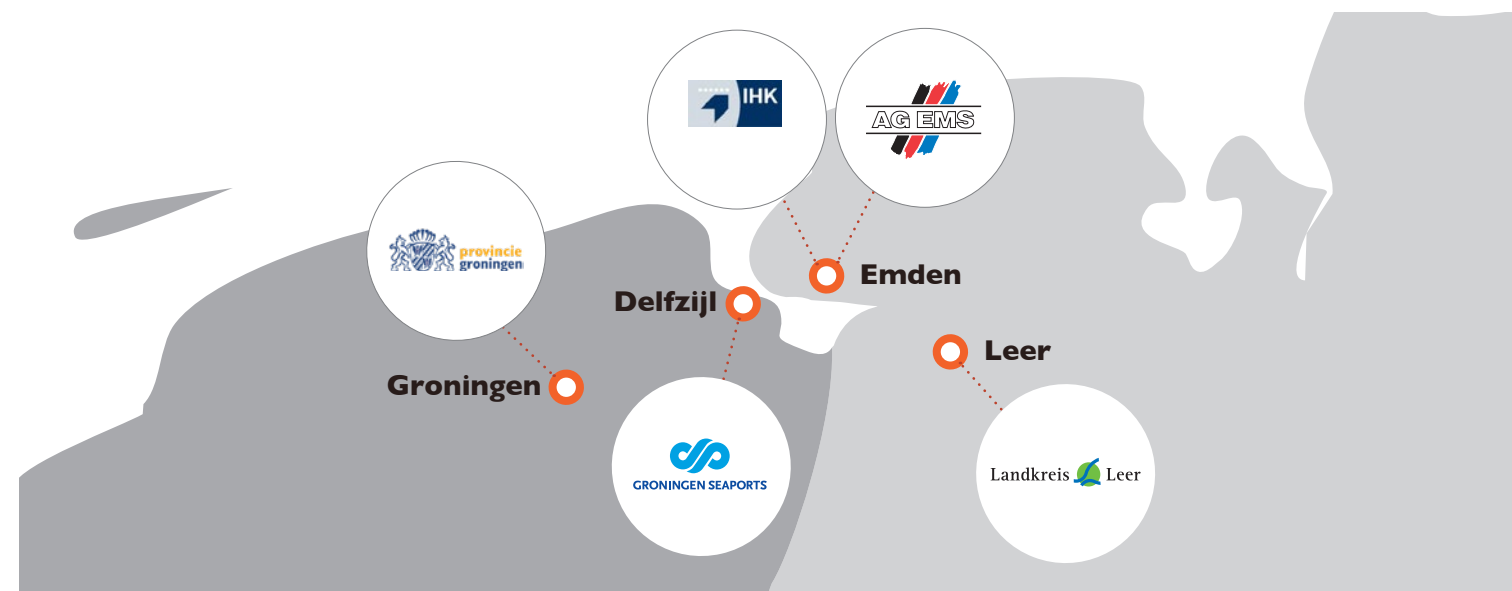 IHK
AG EMS
provincie
groningen
Emden
Delfzijl
Leer
Groningen
GRONINGEN SEAPORTS
Landkreis Leer